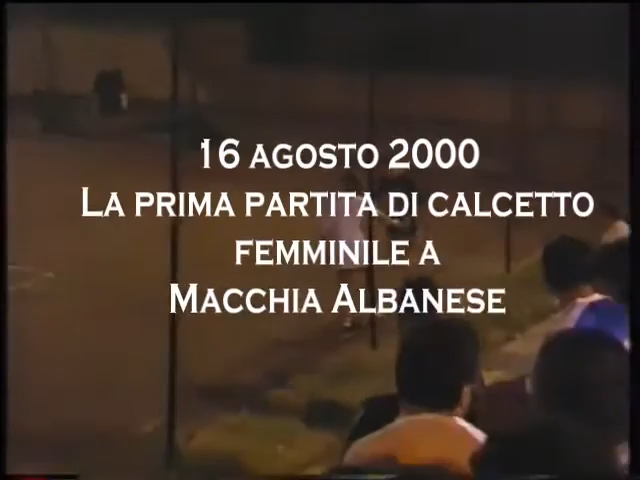 16 AGOSTO 2000
LA PRIMA PARTITA DI CALCETTO
FEMMINILE A
MACCHIA ALBANESE